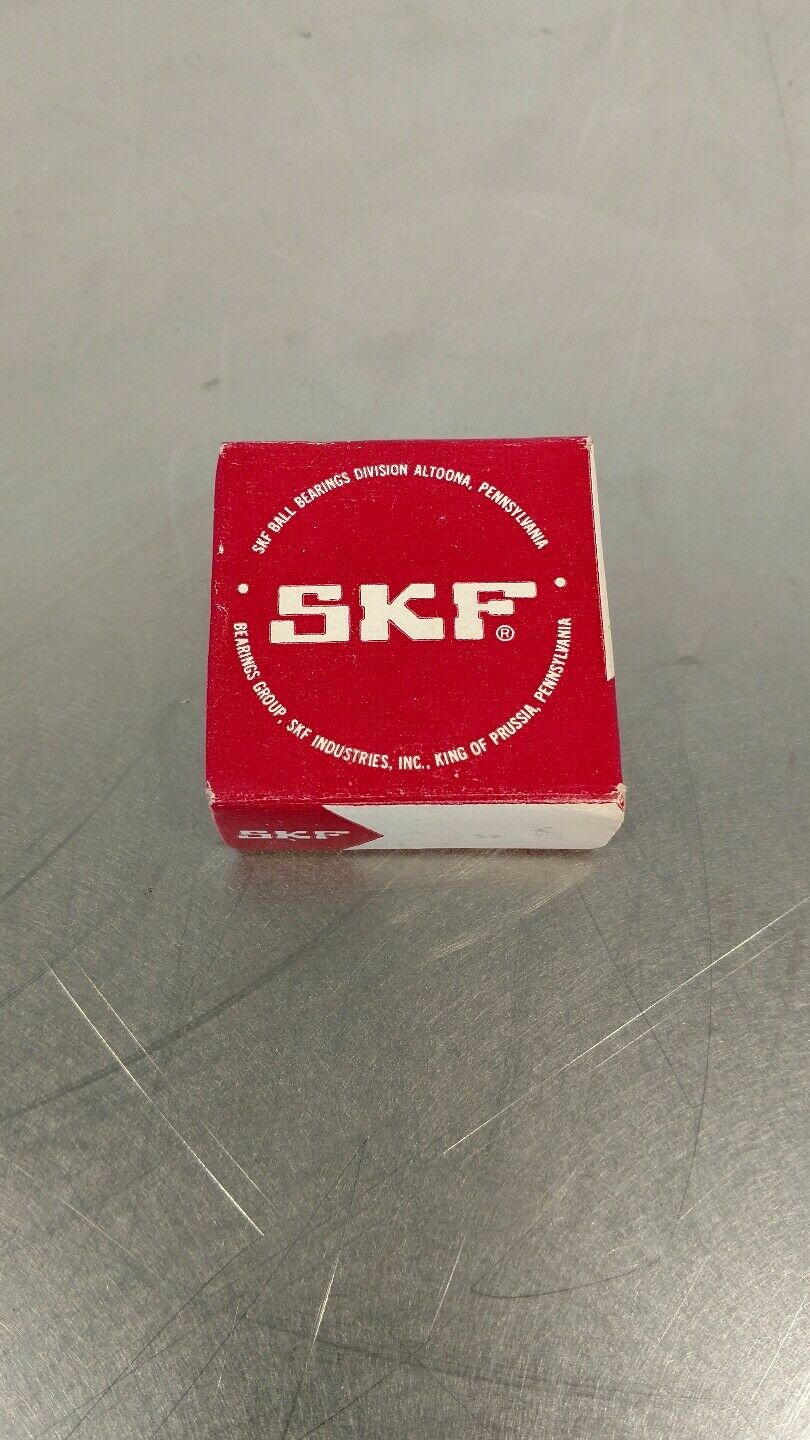 SKF BALL BEARINGS DIVISION ALTOONA, PENNSYLVANIA
SKF®
BEARINGS GROUP, SKF INDUSTRIES, INC., KING OF PRUSSIA, PENNSYLVANIA
SKF